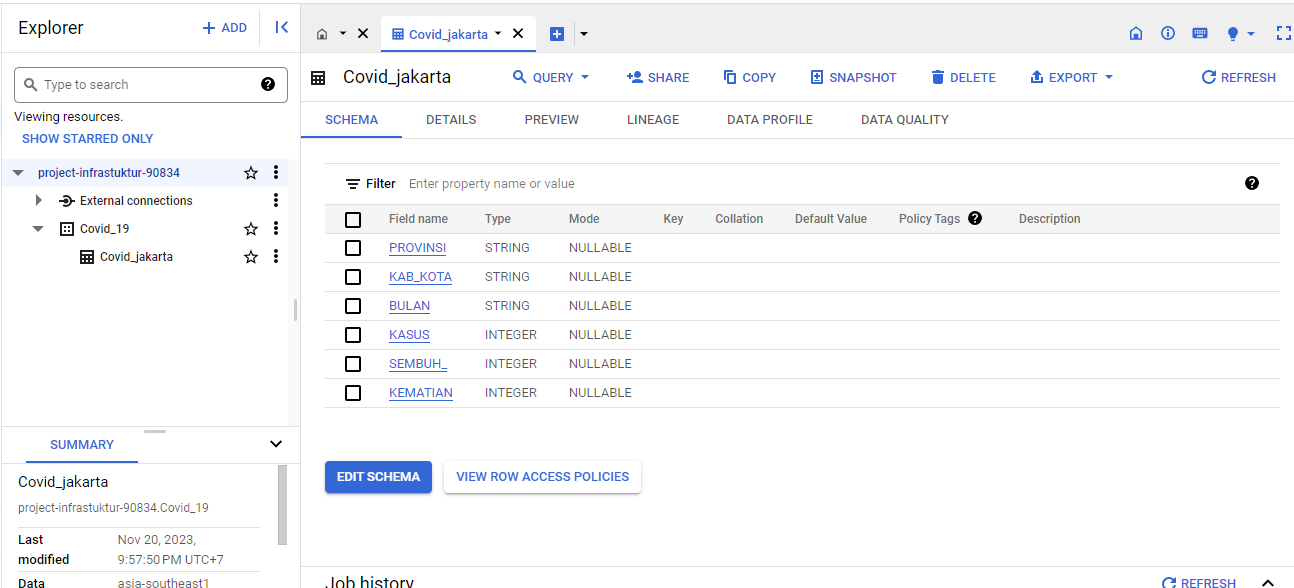 Explorer
ADD
Type to search
Viewing resources.
SHOW STARRED ONLY
project-infrastuktur-90834
External connections
Covid_19
Covid_jakarta
SUMMARY
Covid_jakarta
project-infrastuktur-90834.Covid_19
Last modified Nov 20, 2023, 9:57:50 PM UTC+7
Data asia-southeast1
Covid_jakarta
Covid_jakarta
QUERY SHARE COPY SNAPSHOT DELETE EXPORT REFRESH
SCHEMA DETAILS PREVIEW LINEAGE DATA PROFILE DATA QUALITY
Filter Enter property name or value
Field name Type Mode Key Collation Default Value Policy Tags Description
PROVINSI STRING NULLABLE
KAB_KOTA STRING NULLABLE
BULAN STRING NULLABLE
KASUS INTEGER NULLABLE
SEMBUH_ INTEGER NULLABLE
KEMATIAN INTEGER NULLABLE
EDIT SCHEMA VIEW ROW ACCESS POLICIES
Job history REFRESH